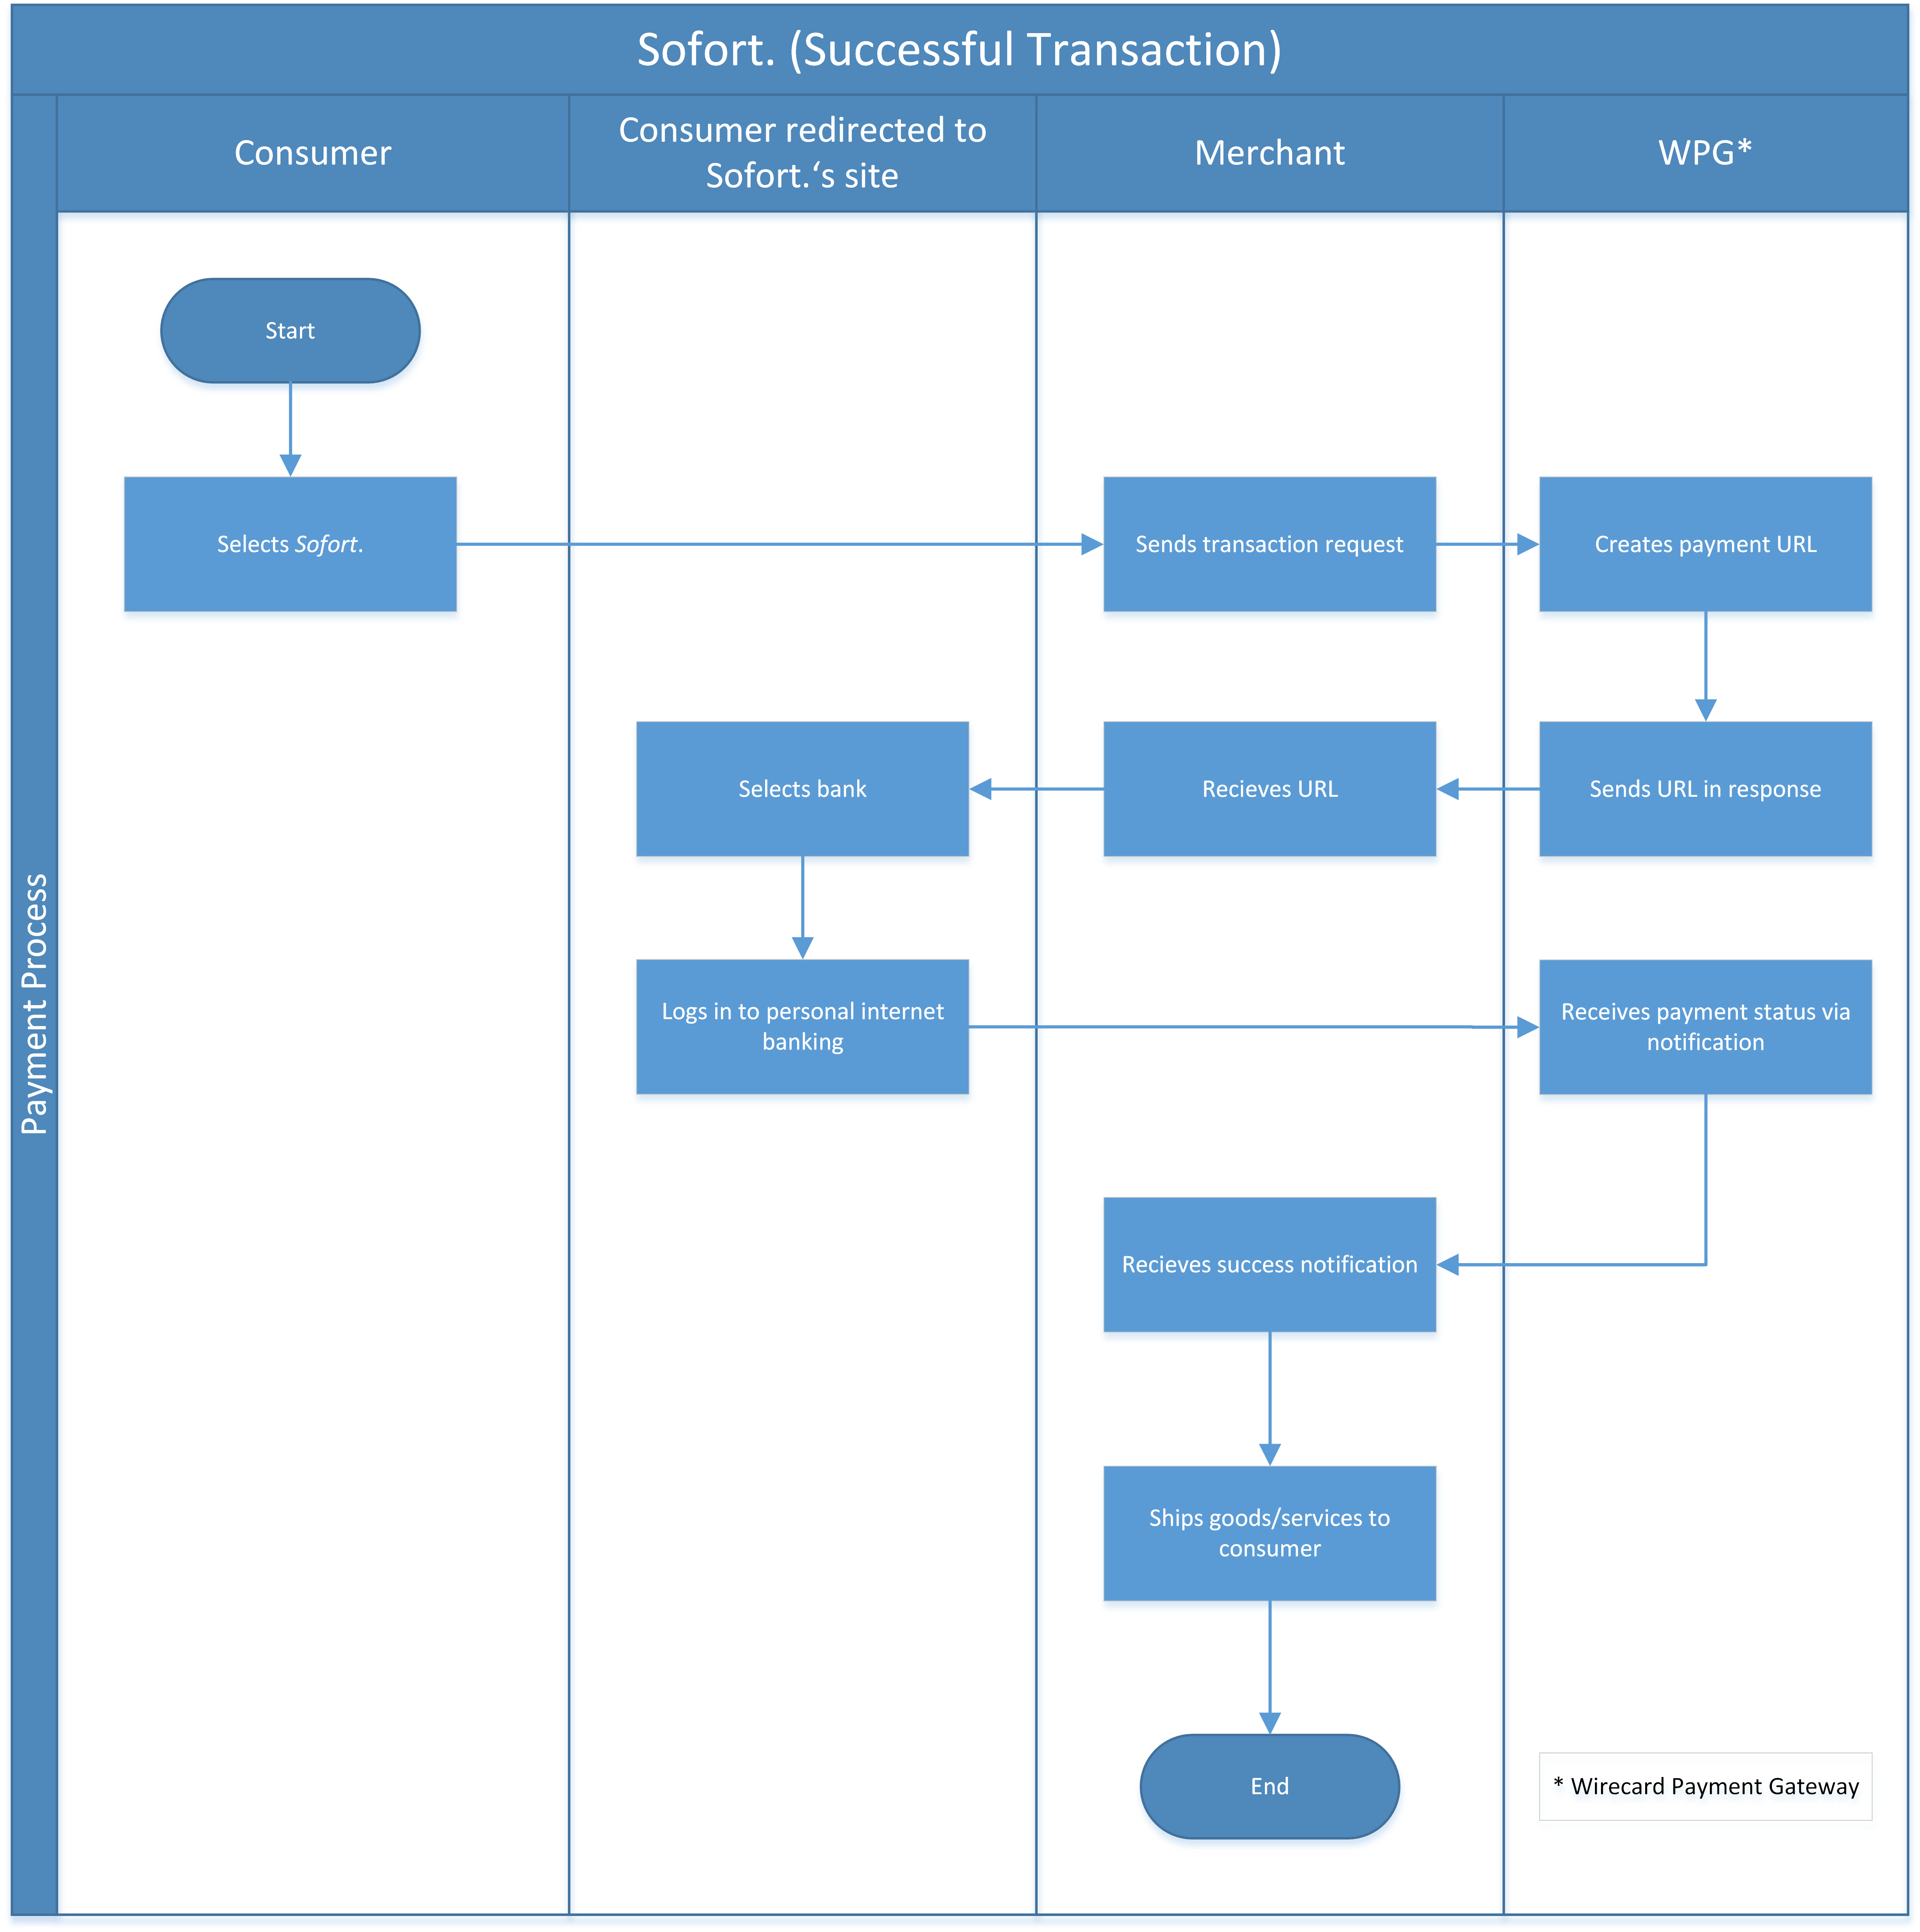 Sofort. (Successful Transaction)
Payment Process
Consumer
Consumer redirected to
Sofort.‘s site
Merchant
WPG*
Start
Selects Sofort.
Sends transaction request
Creates payment URL
Selects bank
Recieves URL
Sends URL in response
Logs in to personal internet
banking
Receives payment status via
notification
Recieves success notification
Ships goods/services to
consumer
End
* Wirecard Payment Gateway